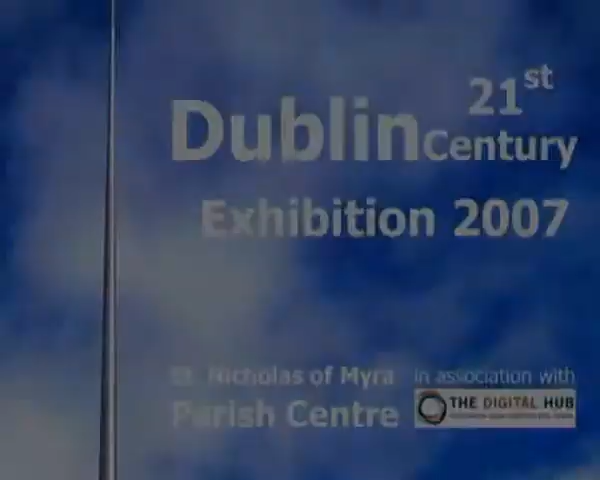 Dublin 21st Century
Exhibition 2007
St. Nicholas of Myra
Parish Centre
in association with
THE DIGITAL HUB